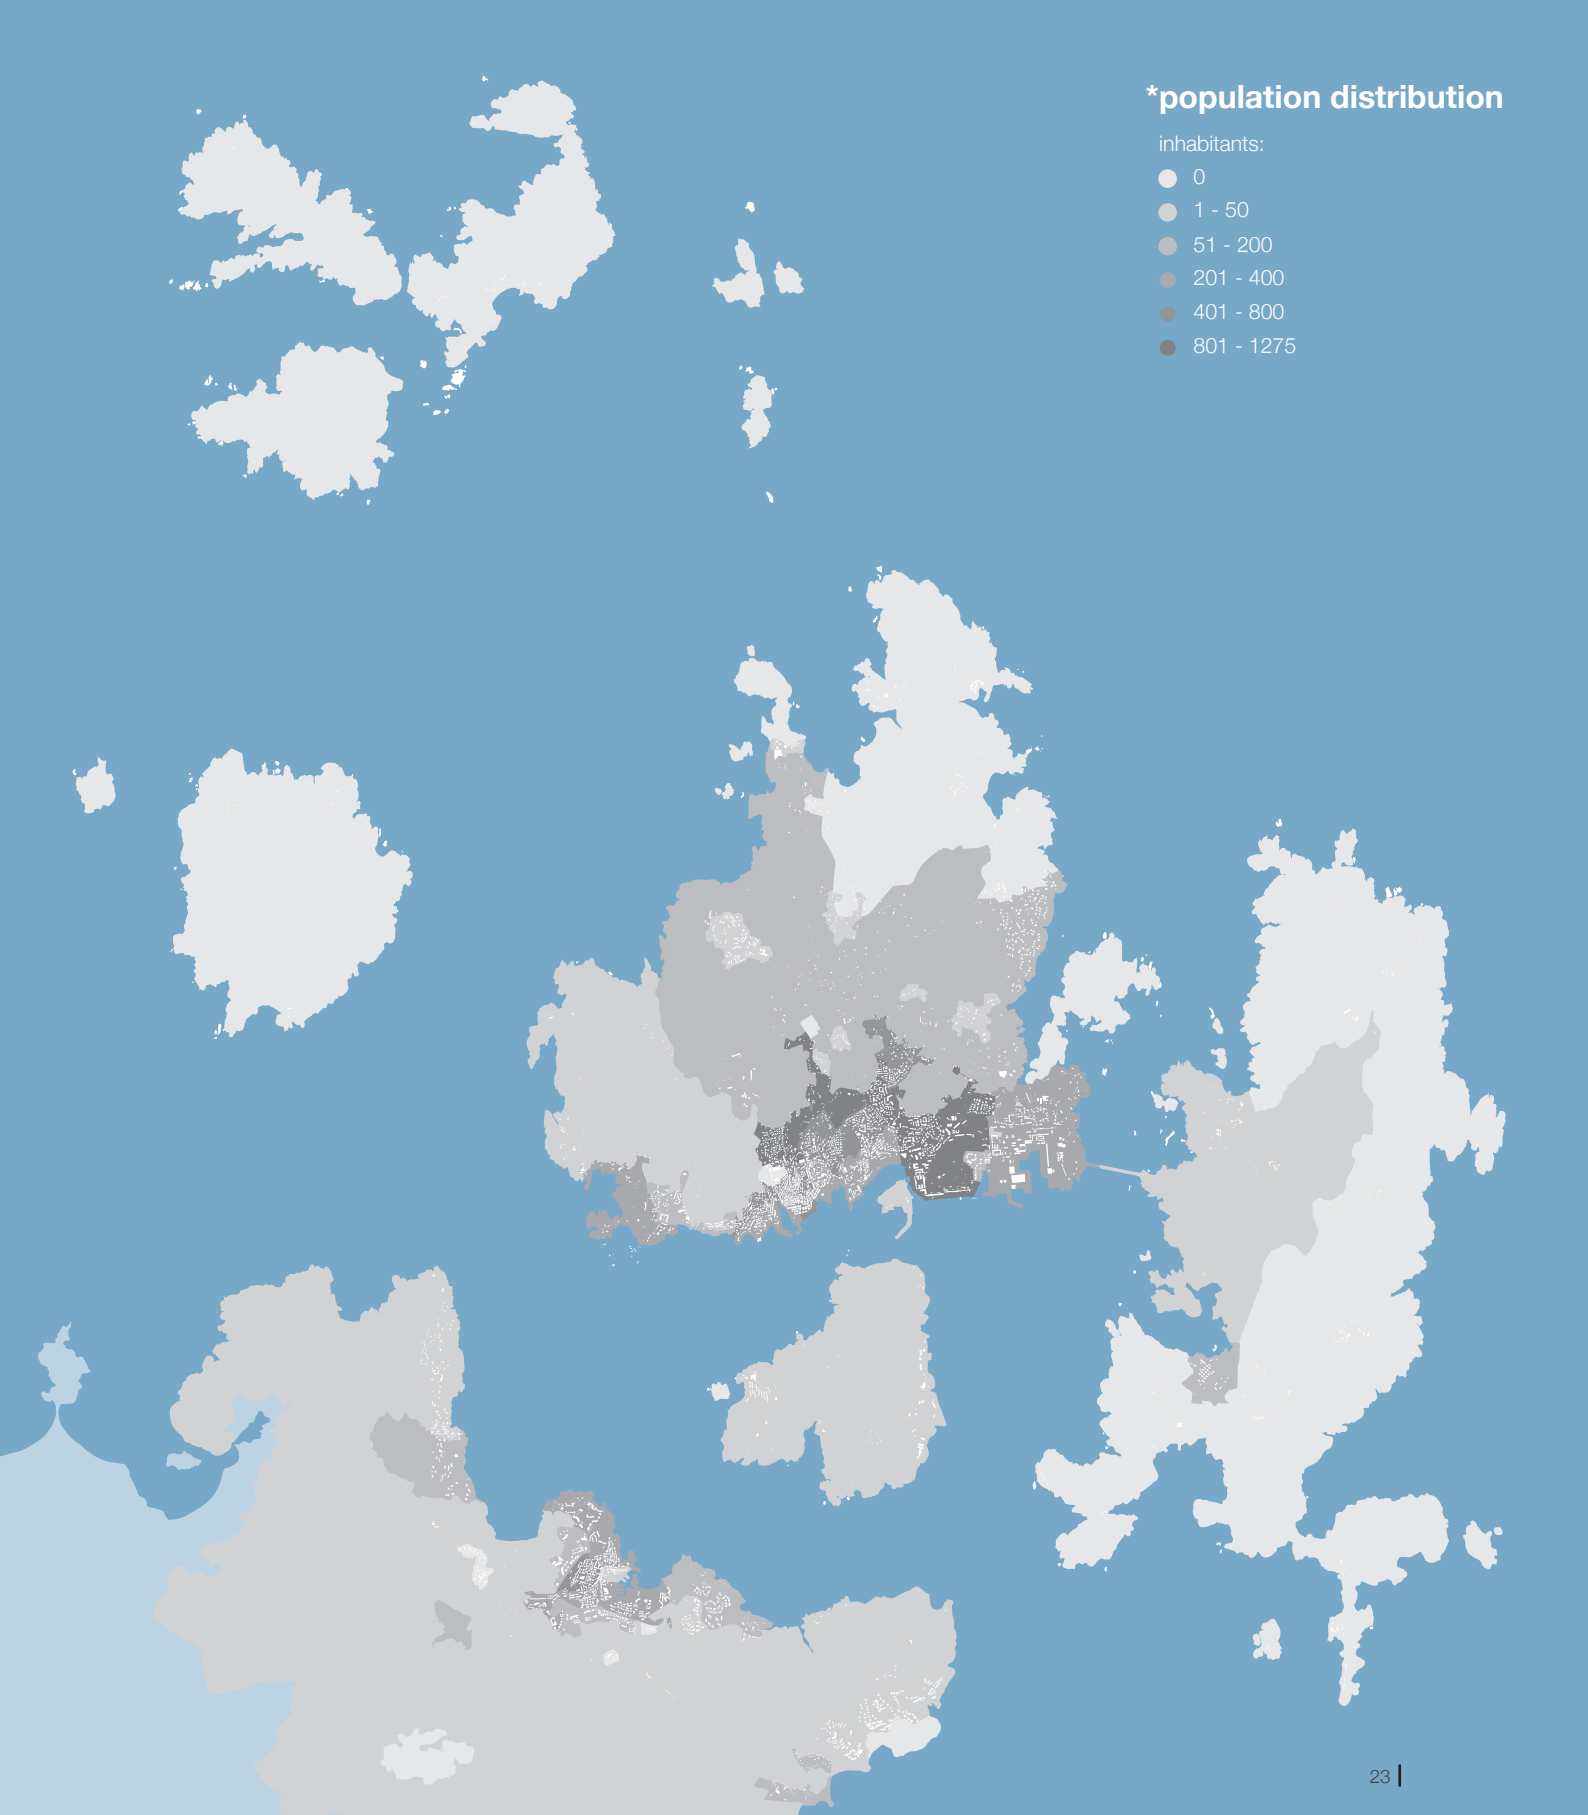 *population distribution
inhabitants:
0
1 - 50
51 - 200
201 - 400
401 - 800
801 - 1275
23